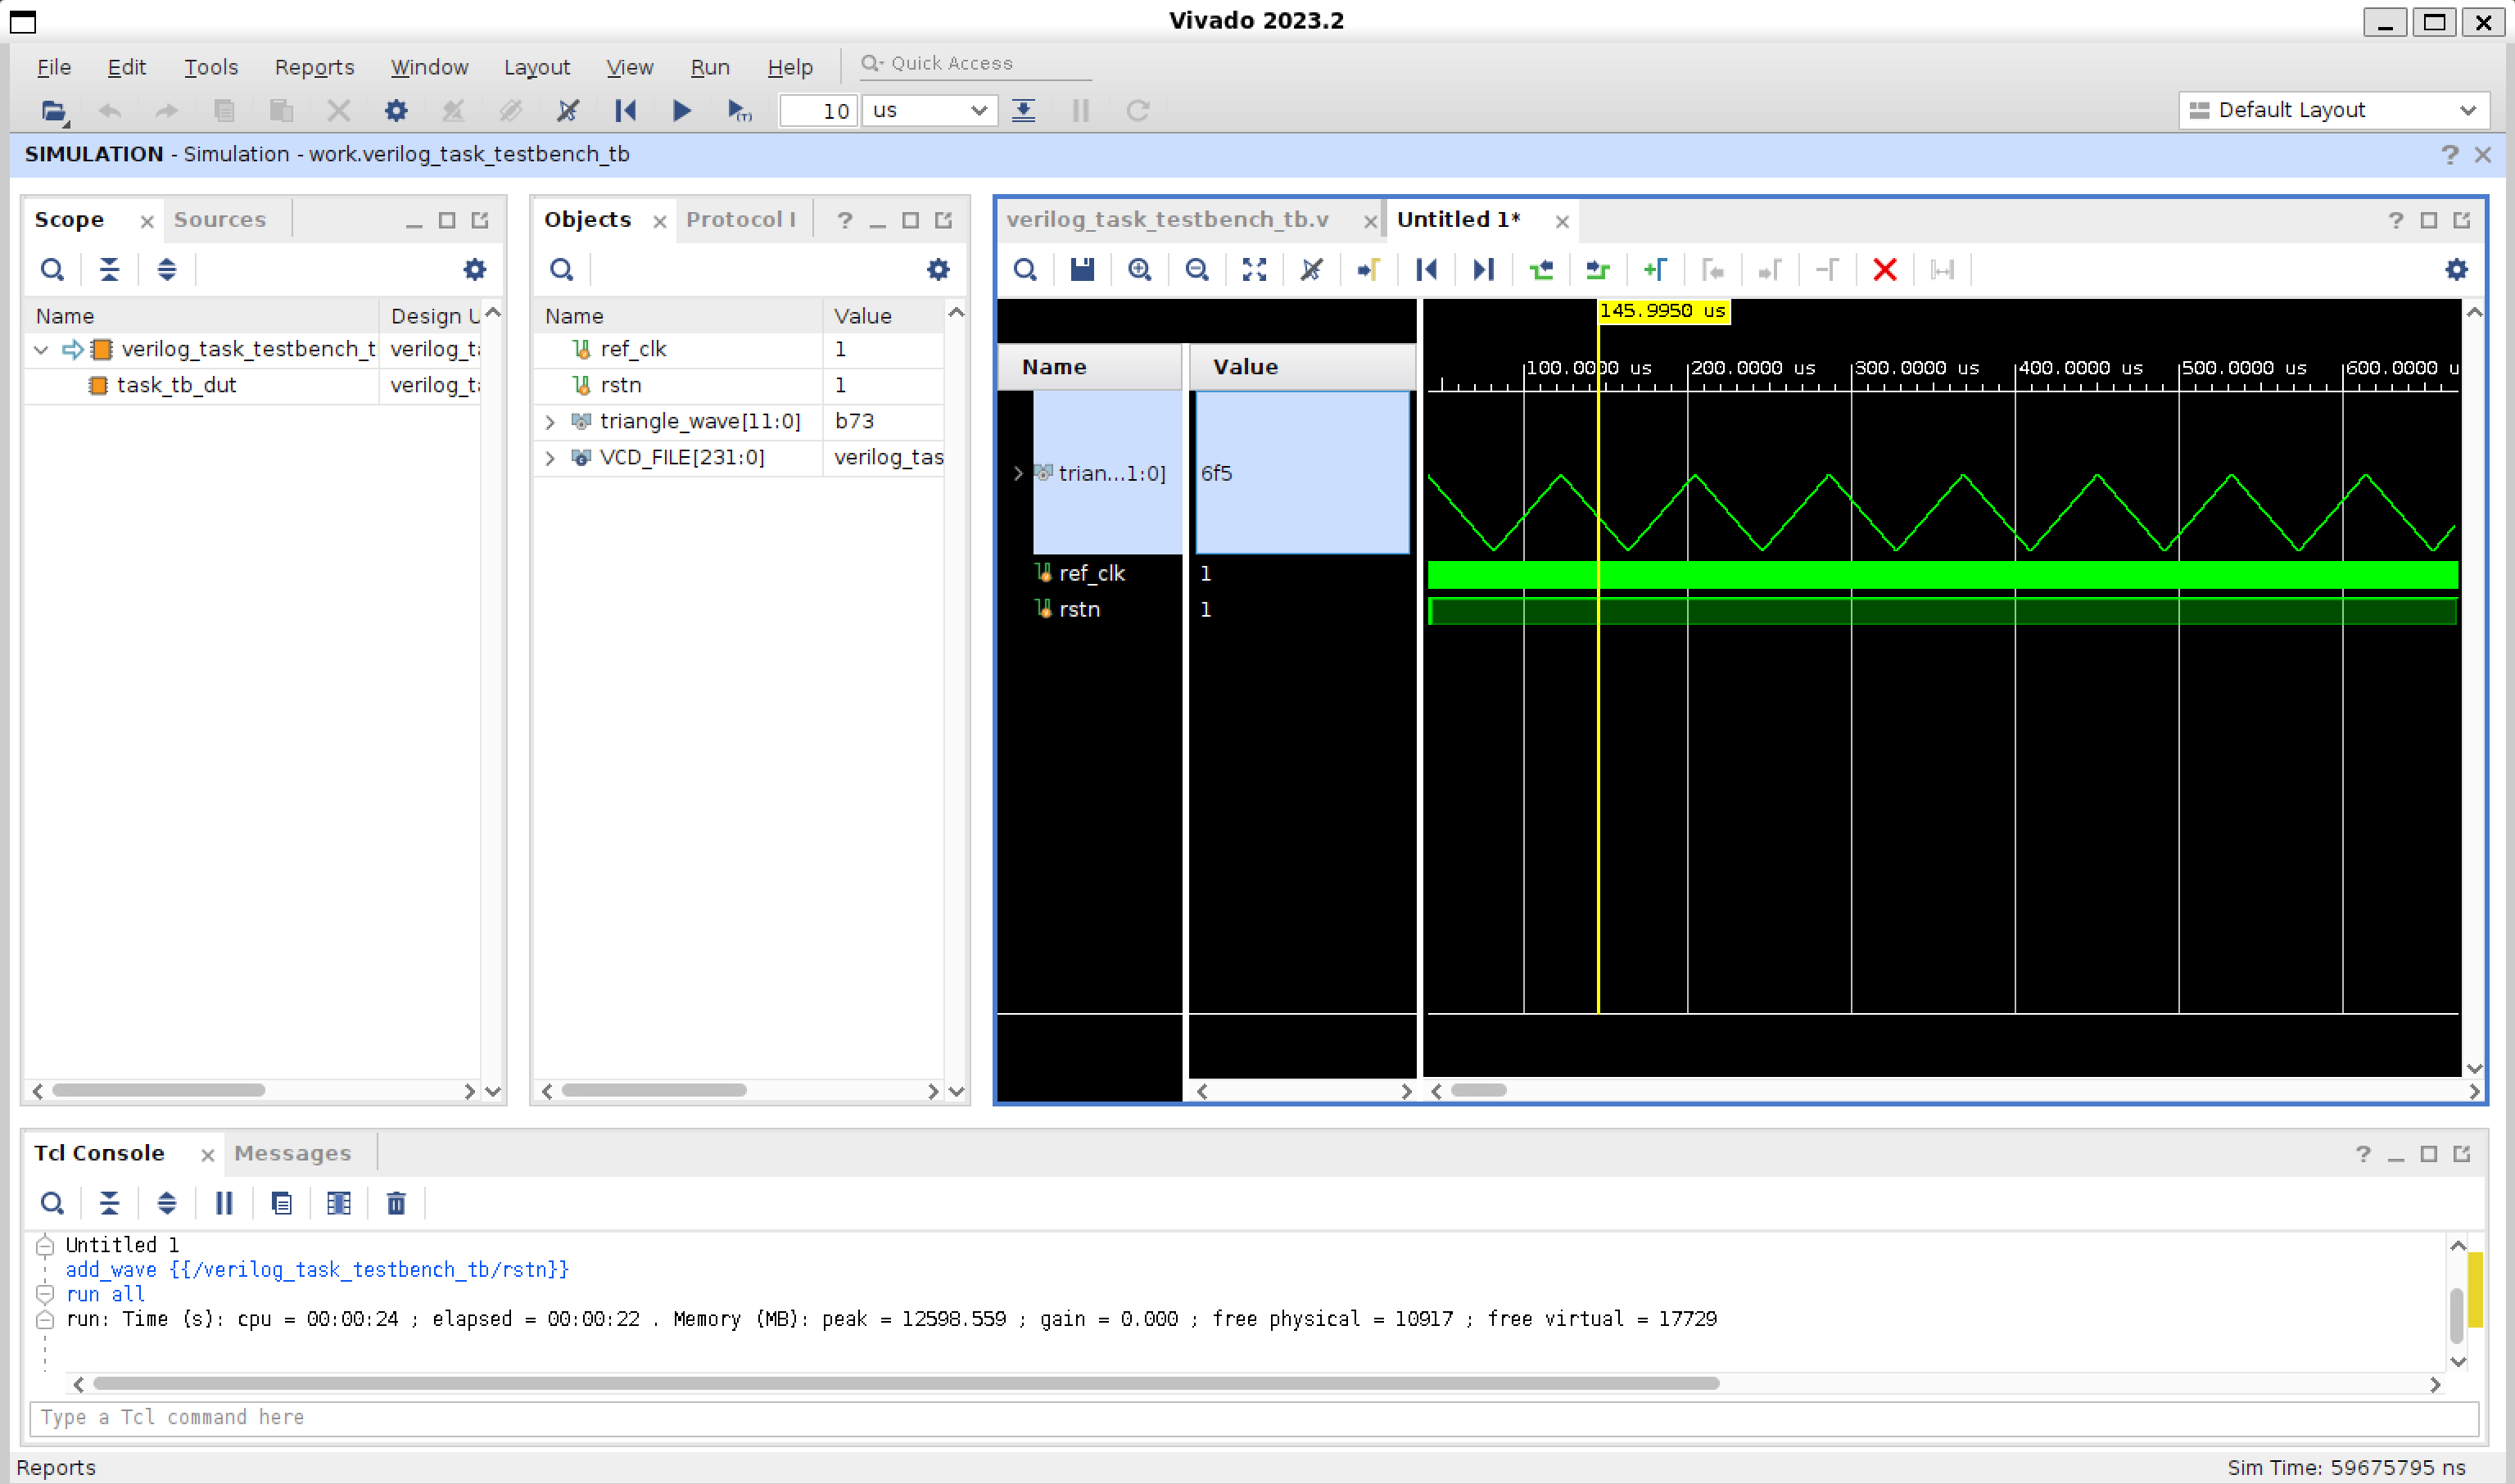 Vivado 2023.2
File Edit Tools Reports Window Layout View Run Help Quick Access
10 us Default Layout
SIMULATION - Simulation - work.verilog_task_testbench_tb
Scope Sources
Name Design U
verilog_task_testbench_t verilog_ta
task_tb_dut verilog_ta
Objects Protocol I
Name Value
ref_clk 1
rstn 1
triangle_wave[11:0] b73
VCD_FILE[231:0] verilog_tas
verilog_task_testbench_tb.v Untitled 1*
145.9950 us
Name Value
100.0000 us 200.0000 us 300.0000 us 400.0000 us 500.0000 us 600.0000 u
trian...1:0] 6f5
ref_clk 1
rstn 1
Tcl Console Messages
Untitled 1
add_wave {{/verilog_task_testbench_tb/rstn}}
run all
run: Time (s): cpu = 00:00:24 ; elapsed = 00:00:22 . Memory (MB): peak = 12598.559 ; gain = 0.000 ; free physical = 10917 ; free virtual = 17729
Type a Tcl command here
Reports Sim Time: 59675795 ns